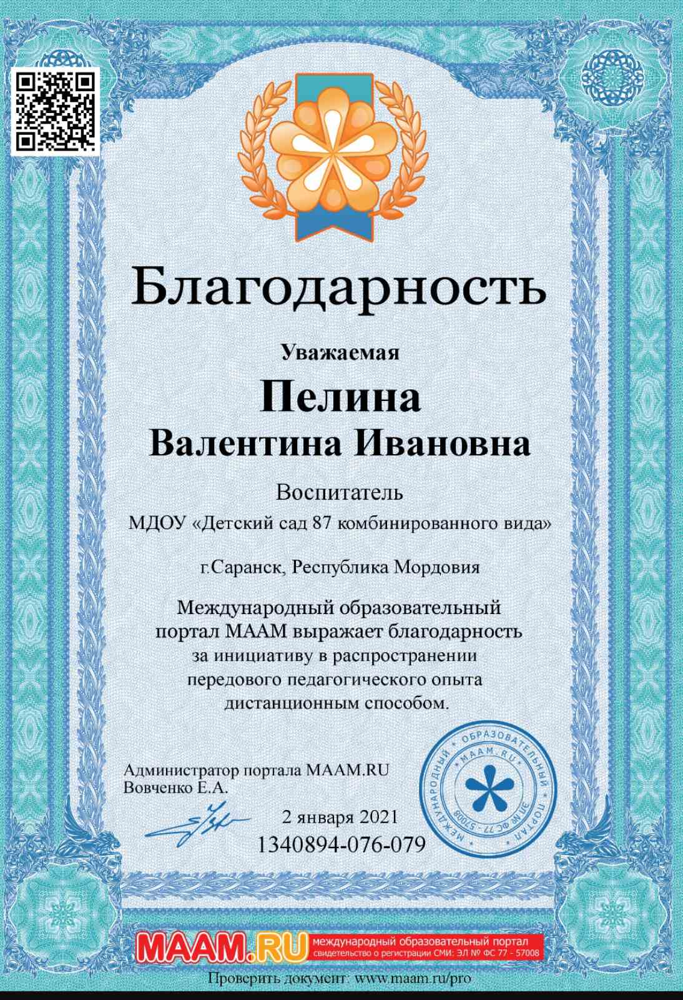 Благодарность
Уважаемая
Пелина
Валентина Ивановна
Воспитатель
МДОУ «Детский сад 87 комбинированного вида»
г.Саранск, Республика Мордовия
Международный образовательный
портал МААМ выражает благодарность
за инициативу в распространении
передового педагогического опыта
дистанционным способом.
Администратор портала MAAM.RU
Вовченко Е.А.
2 января 2021
1340894-076-079
МЕЖДУНАРОДНЫЙ * ОБРАЗОВАТЕЛЬНЫЙ * ПОРТАЛ *
* MAAM.RU *
ЭЛ № ФС 77 - 57008
MAAM.RU
международный образовательный портал
свидетельство о регистрации СМИ: ЭЛ № ФС 77 - 57008
Проверить документ: www.maam.ru/pro